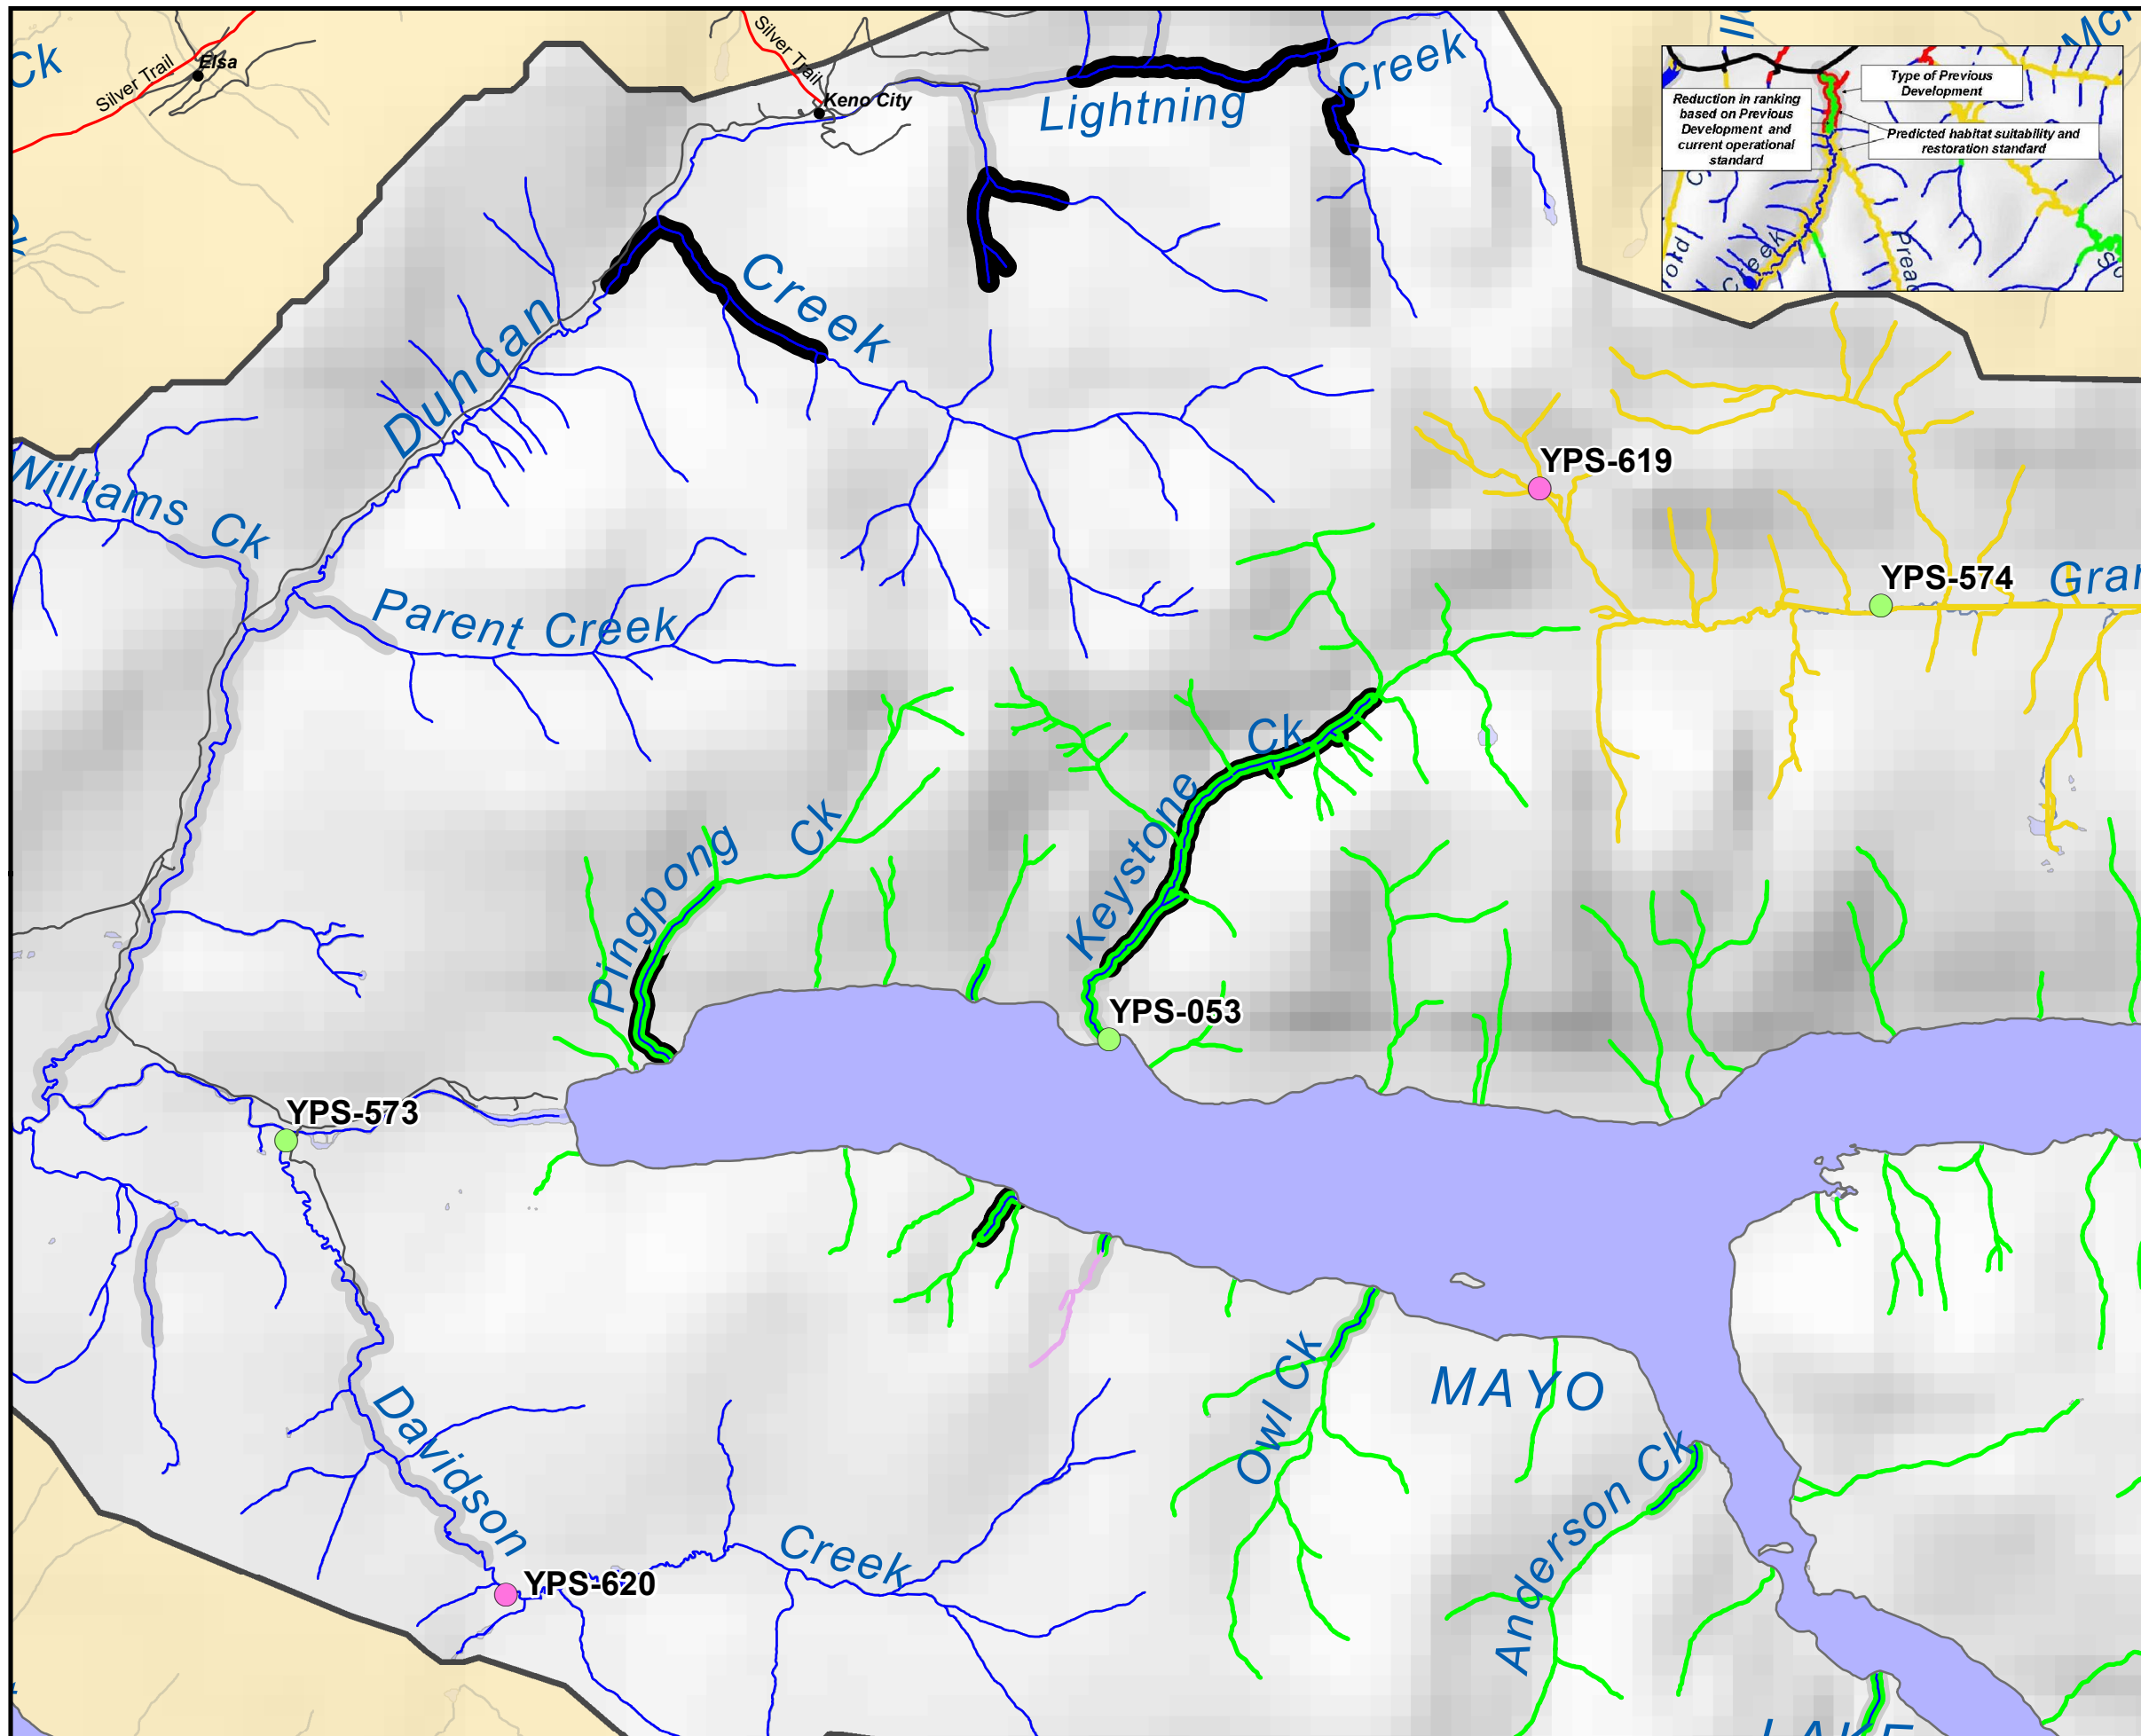 Ck
Silver Trail
Elsa
Silver Trail
Keno City
Lightning
Creek
Type of Previous
Development
Reduction in ranking
based on Previous
Development and
current operational
standard
Predicted habitat suitability and
restoration standard
Creek
ord
Creek
Duncan
Williams Ck
YPS-619
YPS-574
Parent Creek
Ck
Keystone
Pingpong
Ck
YPS-053
YPS-573
Owl Ck
MAYO
Davidson
Anderson Ck
Creek
YPS-620
LAKE